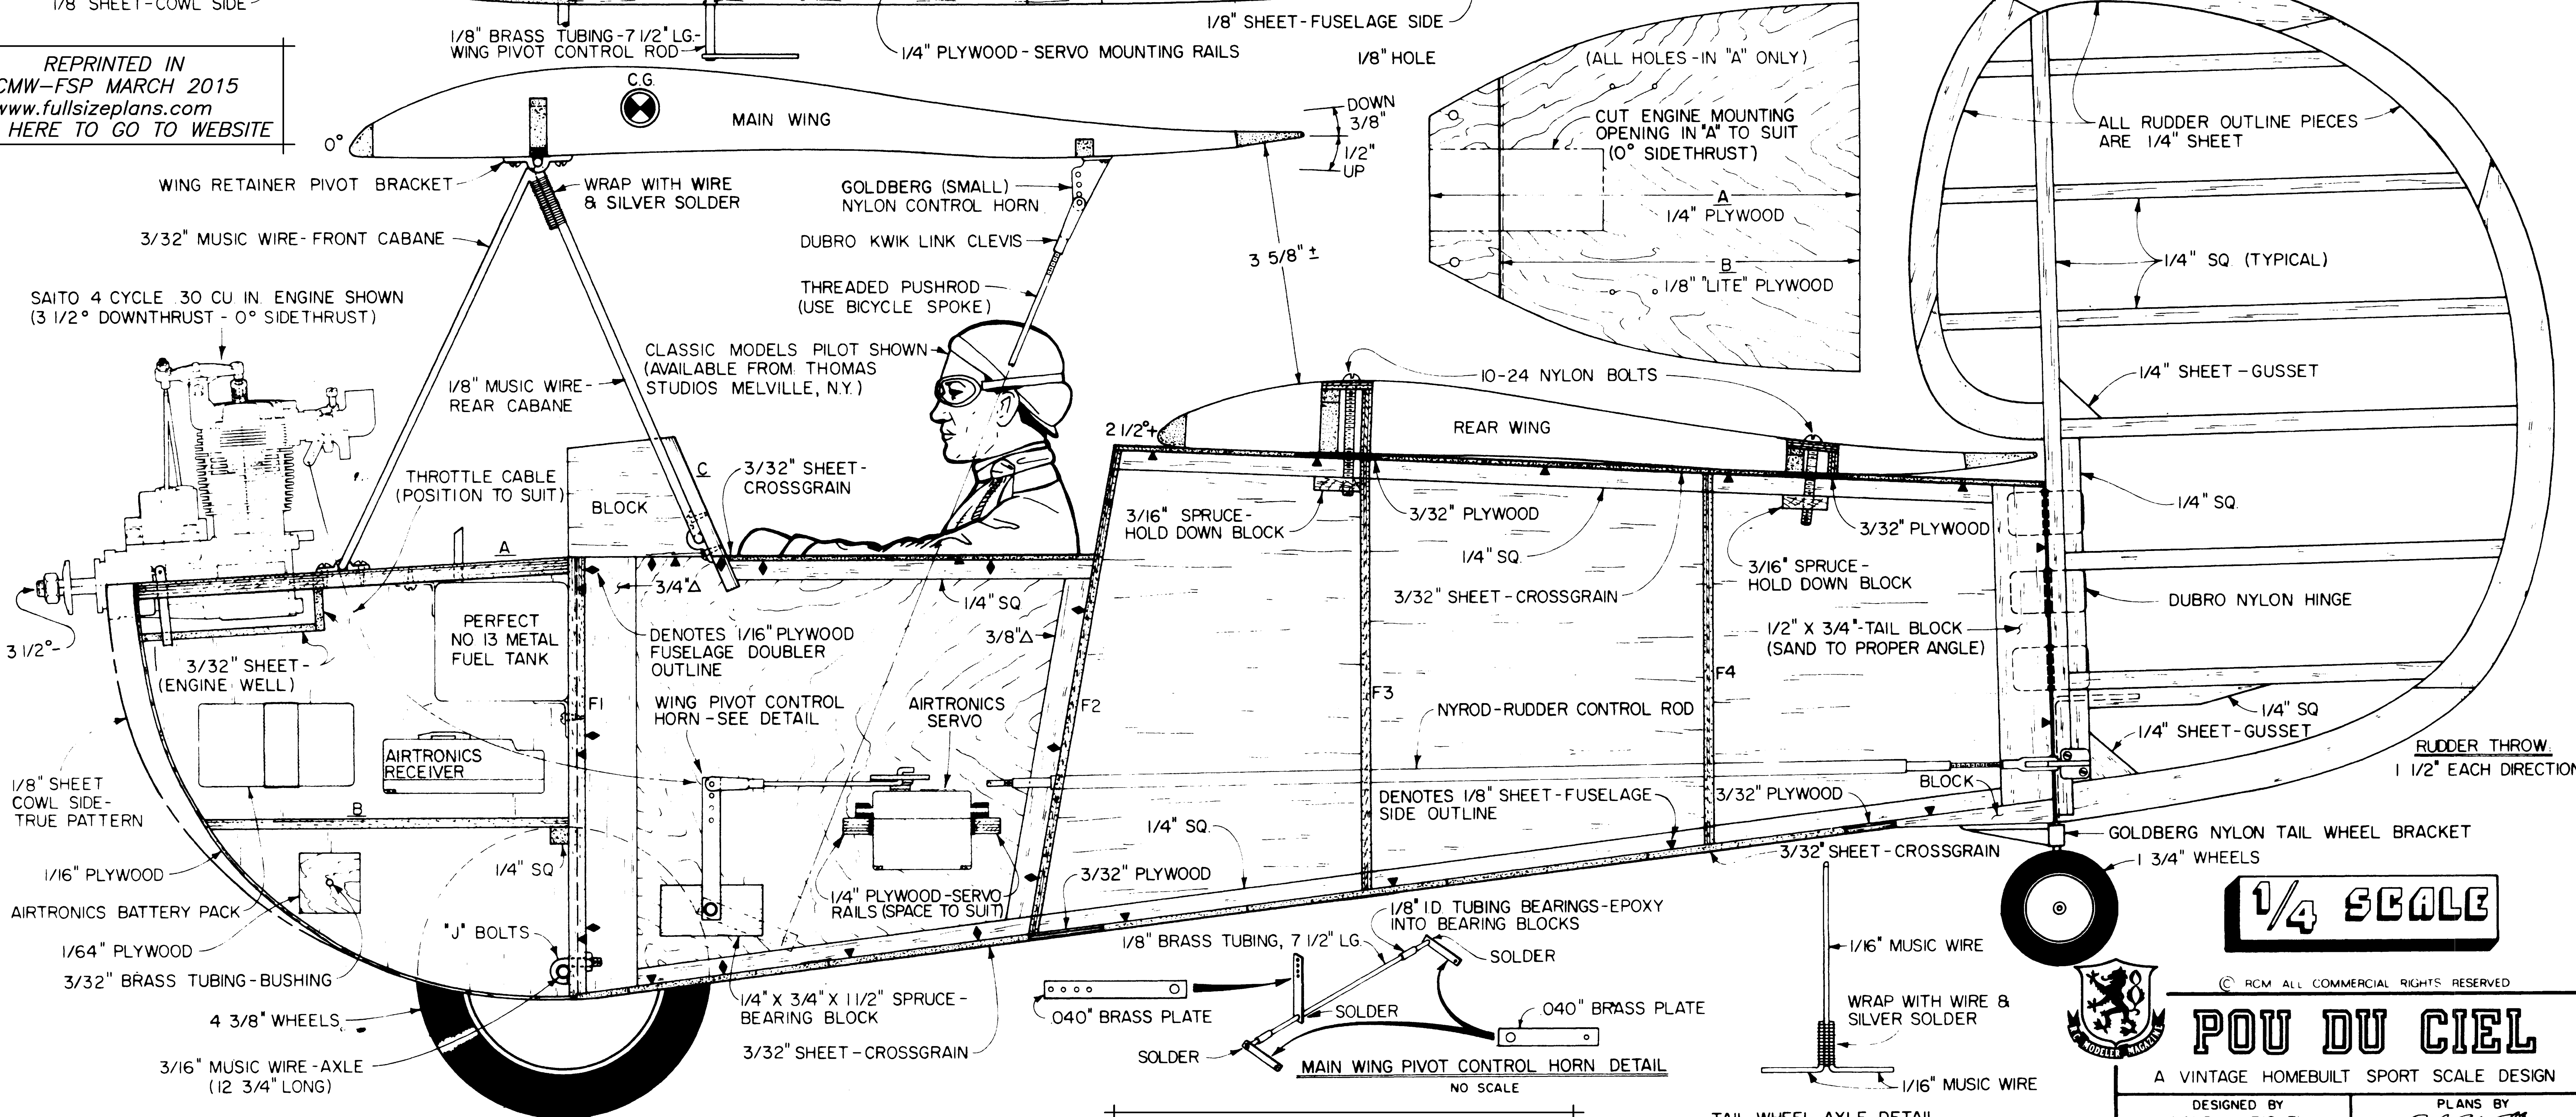 1/8" SHEET-COWL SIDE
1/8" BRASS TUBING-7 1/2" LG.-
WING PIVOT CONTROL ROD
1/4" PLYWOOD-SERVO MOUNTING RAILS
1/8" SHEET-FUSELAGE SIDE
1/8" HOLE
REPRINTED IN
CMW-FSP MARCH 2015
www.fullsizeplans.com
HERE TO GO TO WEBSITE
C.G.
MAIN WING
0°
DOWN
3/8"
1/2"
UP
(ALL HOLES-IN "A" ONLY)
CUT ENGINE MOUNTING
OPENING IN "A" TO SUIT
(0° SIDETHRUST)
A
1/4" PLYWOOD
B
1/8" "LITE" PLYWOOD
ALL RUDDER OUTLINE PIECES
ARE 1/4" SHEET
WING RETAINER PIVOT BRACKET
WRAP WITH WIRE
& SILVER SOLDER
GOLDBERG (SMALL)
NYLON CONTROL HORN
3/32" MUSIC WIRE-FRONT CABANE
DUBRO KWIK LINK CLEVIS
3 5/8" ±
1/4" SQ. (TYPICAL)
SAITO 4 CYCLE .30 CU. IN. ENGINE SHOWN
(3 1/2° DOWNTHRUST - 0° SIDETHRUST)
THREADED PUSHROD
(USE BICYCLE SPOKE)
CLASSIC MODELS PILOT SHOWN
(AVAILABLE FROM: THOMAS
STUDIOS MELVILLE, N.Y.)
1/8" MUSIC WIRE-
REAR CABANE
10-24 NYLON BOLTS
1/4" SHEET-GUSSET
2 1/2°+
REAR WING
THROTTLE CABLE
(POSITION TO SUIT)
BLOCK
C
3/32" SHEET-
CROSSGRAIN
3/16" SPRUCE-
HOLD DOWN BLOCK
3/32" PLYWOOD
1/4" SQ.
3/32" PLYWOOD
1/4" SQ.
A
3/16" SPRUCE-
HOLD DOWN BLOCK
3/4"Δ
1/4" SQ
3/32" SHEET-CROSSGRAIN
DUBRO NYLON HINGE
PERFECT
NO 13 METAL
FUEL TANK
DENOTES 1/16" PLYWOOD
FUSELAGE DOUBLER
OUTLINE
3/8"Δ
1/2" X 3/4"-TAIL BLOCK
(SAND TO PROPER ANGLE)
3 1/2°-
3/32" SHEET-
(ENGINE WELL)
F1
WING PIVOT CONTROL
HORN-SEE DETAIL
AIRTRONICS
SERVO
F2
F3
F4
NYROD-RUDDER CONTROL ROD
1/4" SQ
1/4" SHEET-GUSSET
RUDDER THROW:
1 1/2" EACH DIRECTION
AIRTRONICS
RECEIVER
1/8" SHEET
COWL SIDE-
TRUE PATTERN
B
DENOTES 1/8" SHEET-FUSELAGE
SIDE OUTLINE
3/32" PLYWOOD
BLOCK
1/4" SQ.
GOLDBERG NYLON TAIL WHEEL BRACKET
3/32" SHEET-CROSSGRAIN
1 3/4" WHEELS
1/16" PLYWOOD
1/4" SQ
3/32" PLYWOOD
AIRTRONICS BATTERY PACK
1/4" PLYWOOD-SERVO
RAILS (SPACE TO SUIT)
1/8" I.D. TUBING BEARINGS-EPOXY
INTO BEARING BLOCKS
1/4 SCALE
1/64" PLYWOOD
"J" BOLTS
1/8" BRASS TUBING, 7 1/2" LG.
SOLDER
1/16" MUSIC WIRE
3/32" BRASS TUBING-BUSHING
© RCM ALL COMMERCIAL RIGHTS RESERVED
4 3/8" WHEELS
1/4" X 3/4" X 1 1/2" SPRUCE-
BEARING BLOCK
.040" BRASS PLATE
SOLDER
.040" BRASS PLATE
WRAP WITH WIRE &
SILVER SOLDER
R/C MODELER MAGAZINE
POU DU CIEL
3/16" MUSIC WIRE-AXLE
(12 3/4" LONG)
3/32" SHEET-CROSSGRAIN
SOLDER
MAIN WING PIVOT CONTROL HORN DETAIL
NO SCALE
1/16" MUSIC WIRE
A VINTAGE HOMEBUILT SPORT SCALE DESIGN
DESIGNED BY
PLANS BY
TAIL WHEEL AXLE DETAIL